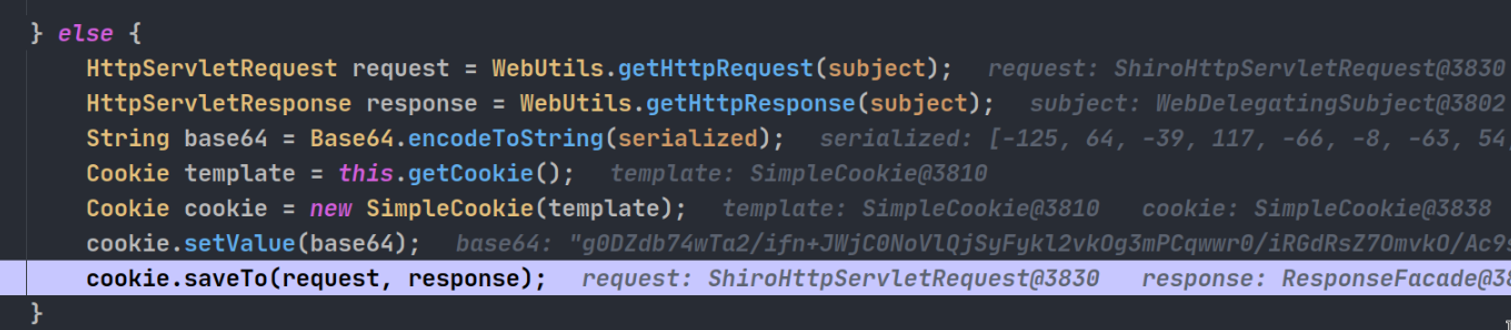 } else {
HttpServletRequest request = WebUtils.getHttpRequest(subject); request: ShiroHttpServletRequest@3830
HttpServletResponse response = WebUtils.getHttpResponse(subject); subject: WebDelegatingSubject@3802
String base64 = Base64.encodeToString(serialized); serialized: [-125, 64, -39, 117, -66, -8, -63, 54,
Cookie template = this.getCookie(); template: SimpleCookie@3810
Cookie cookie = new SimpleCookie(template); template: SimpleCookie@3810 cookie: SimpleCookie@3838
cookie.setValue(base64); base64: "g0DZdb74wTa2/ifn+JWjC0NoVlQjSyFykl2vkOg3mPCqwwr0/iRGdRsZ7OmvkO/Ac9s
cookie.saveTo(request, response); request: ShiroHttpServletRequest@3830 response: ResponseFacade@38
}